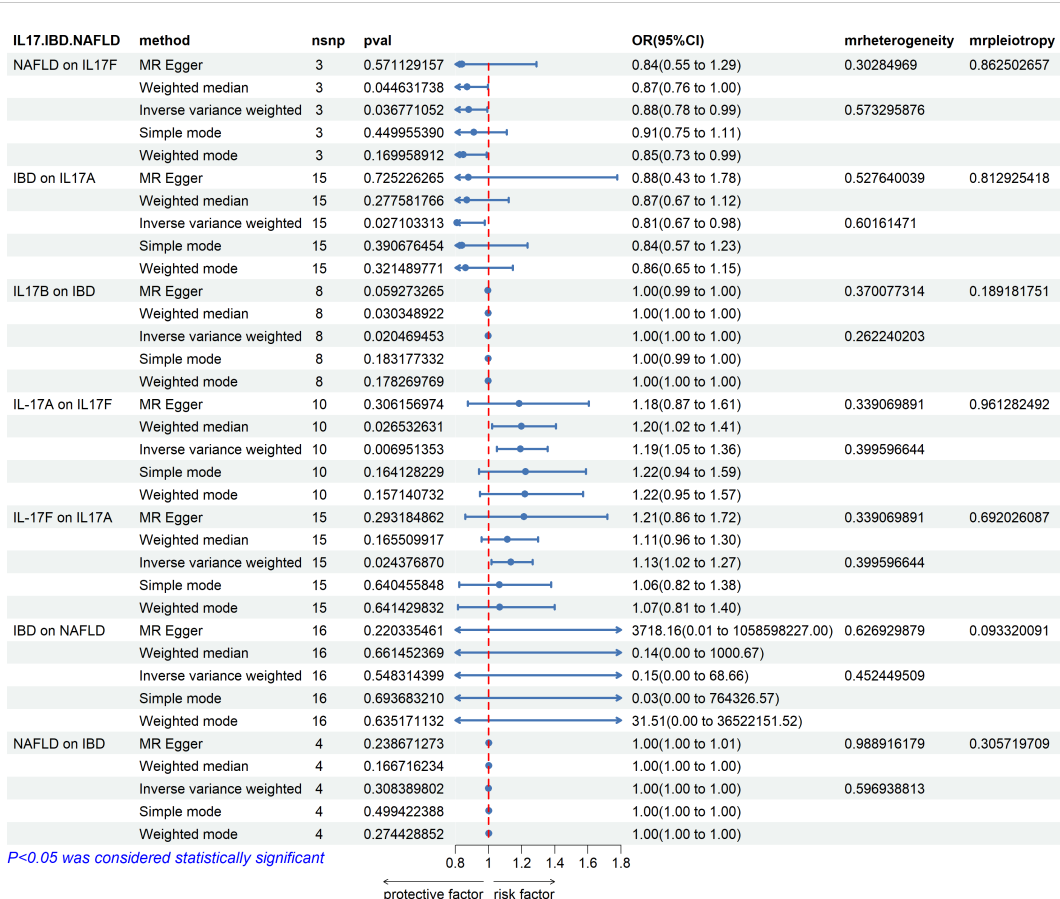 IL17.IBD.NAFLD method nsnp pval OR(95%CI) mrheterogeneity mrpleiotropy
NAFLD on IL17F MR Egger 3 0.571129157 0.84(0.55 to 1.29) 0.30284969 0.862502657
Weighted median 3 0.044631738 0.87(0.76 to 1.00)
Inverse variance weighted 3 0.036771052 0.88(0.78 to 0.99) 0.573295876
Simple mode 3 0.449955390 0.91(0.75 to 1.11)
Weighted mode 3 0.169958912 0.85(0.73 to 0.99)
IBD on IL17A MR Egger 15 0.725226265 0.88(0.43 to 1.78) 0.527640039 0.812925418
Weighted median 15 0.277581766 0.87(0.67 to 1.12)
Inverse variance weighted 15 0.027103313 0.81(0.67 to 0.98) 0.60161471
Simple mode 15 0.390676454 0.84(0.57 to 1.23)
Weighted mode 15 0.321489771 0.86(0.65 to 1.15)
IL17B on IBD MR Egger 8 0.059273265 1.00(0.99 to 1.00) 0.370077314 0.189181751
Weighted median 8 0.030348922 1.00(1.00 to 1.00)
Inverse variance weighted 8 0.020469453 1.00(1.00 to 1.00) 0.262240203
Simple mode 8 0.183177332 1.00(0.99 to 1.00)
Weighted mode 8 0.178269769 1.00(1.00 to 1.00)
IL-17A on IL17F MR Egger 10 0.306156974 1.18(0.87 to 1.61) 0.339069891 0.961282492
Weighted median 10 0.026532631 1.20(1.02 to 1.41)
Inverse variance weighted 10 0.006951353 1.19(1.05 to 1.36) 0.399596644
Simple mode 10 0.164128229 1.22(0.94 to 1.59)
Weighted mode 10 0.157140732 1.22(0.95 to 1.57)
IL-17F on IL17A MR Egger 15 0.293184862 1.21(0.86 to 1.72) 0.339069891 0.692026087
Weighted median 15 0.165509917 1.11(0.96 to 1.30)
Inverse variance weighted 15 0.024376870 1.13(1.02 to 1.27) 0.399596644
Simple mode 15 0.640455848 1.06(0.82 to 1.38)
Weighted mode 15 0.641429832 1.07(0.81 to 1.40)
IBD on NAFLD MR Egger 16 0.220335461 3718.16(0.01 to 1058598227.00) 0.626929879 0.093320091
Weighted median 16 0.661452369 0.14(0.00 to 1000.67)
Inverse variance weighted 16 0.548314399 0.15(0.00 to 68.66) 0.452449509
Simple mode 16 0.693683210 0.03(0.00 to 764326.57)
Weighted mode 16 0.635171132 31.51(0.00 to 36522151.52)
NAFLD on IBD MR Egger 4 0.238671273 1.00(1.00 to 1.01) 0.988916179 0.305719709
Weighted median 4 0.166716234 1.00(1.00 to 1.00)
Inverse variance weighted 4 0.308389802 1.00(1.00 to 1.00) 0.596938813
Simple mode 4 0.499422388 1.00(1.00 to 1.00)
Weighted mode 4 0.274428852 1.00(1.00 to 1.00)
P<0.05 was considered statistically significant
0.8 1 1.2 1.4 1.6 1.8
protective factor risk factor